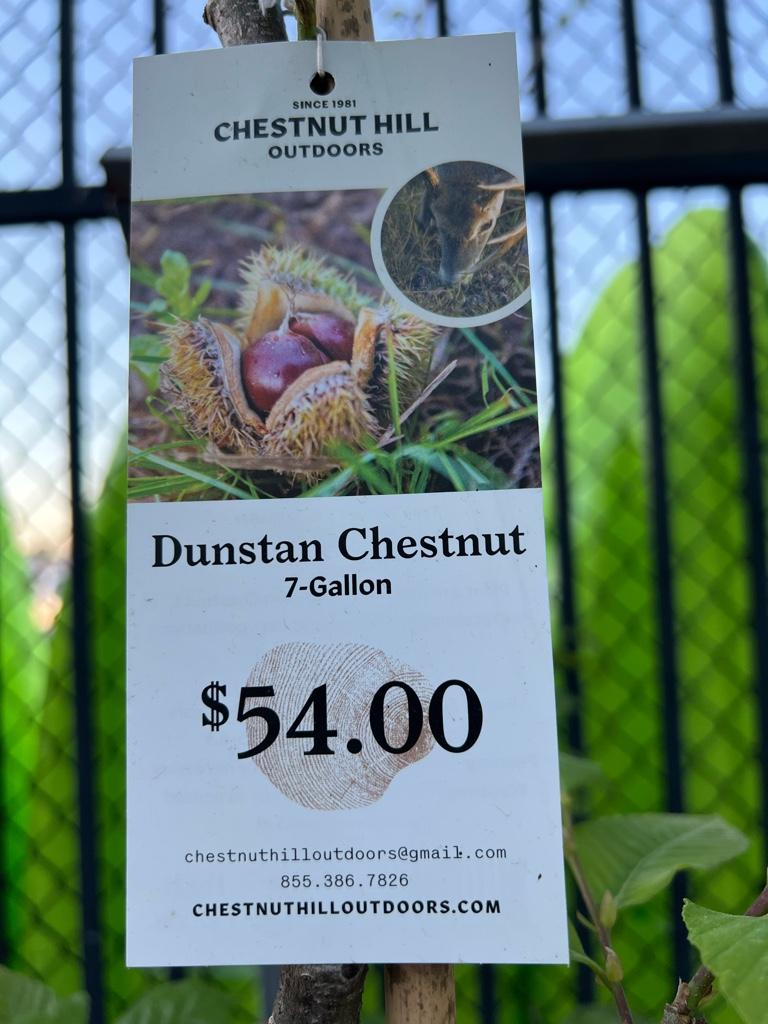 SINCE 1981
CHESTNUT HILL
OUTDOORS
Dunstan Chestnut
7-Gallon
$54.00
chestnuthilloutdoors@gmail.com
855.386.7826
CHESTNUTHILLOUTDOORS.COM